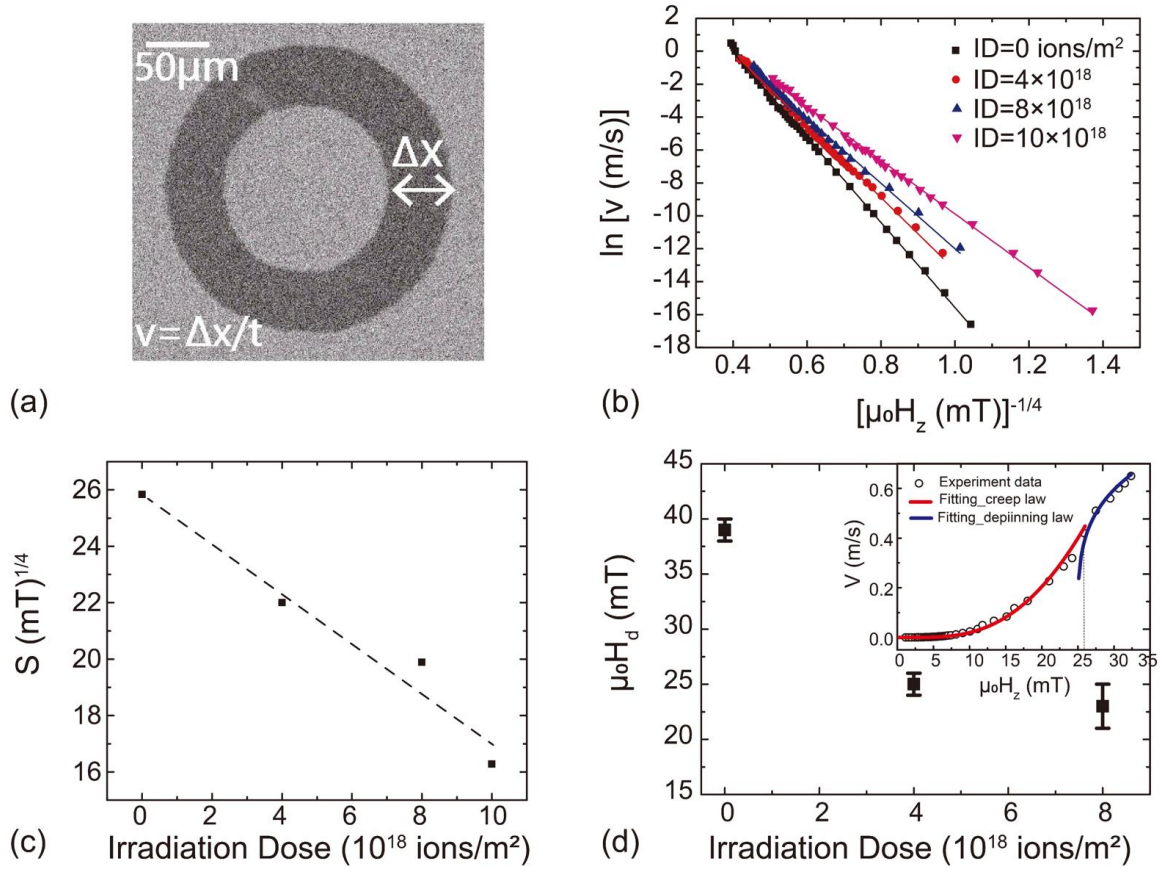 50μm
Δx
v=Δx/t
(a)
ln [v (m/s)]
0
-2
-4
-6
-8
-10
-12
-14
-16
-18
0.4
0.6
0.8
1.0
1.2
1.4
[μ₀H_z (mT)]^-1/4
ID=0 ions/m²
ID=4×10¹⁸
ID=8×10¹⁸
ID=10×10¹⁸
(b)
S (mT)^1/4
26
24
22
20
18
16
0
2
4
6
8
10
Irradiation Dose (10¹⁸ ions/m²)
(c)
μ₀H_d (mT)
45
40
35
30
25
20
15
0
2
4
6
8
Irradiation Dose (10¹⁸ ions/m²)
Experiment data
Fitting_creep law
Fitting_depiinning law
V (m/s)
0.6
0.4
0.2
0.0
0
5
10
15
20
25
30
35
μ₀H_z (mT)
(d)